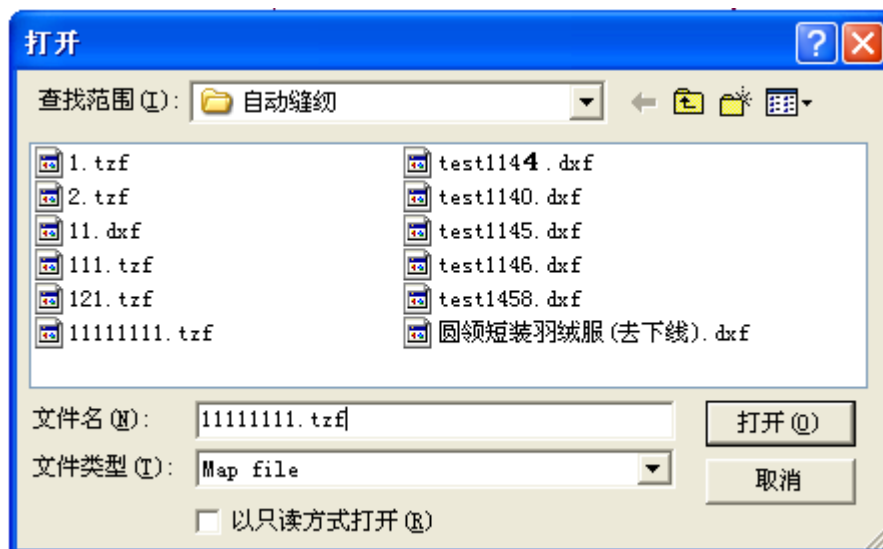 打开
查找范围(I): 自动缝纫
1.tzf
2.tzf
11.dxf
111.tzf
121.tzf
11111111.tzf
test1144.dxf
test1140.dxf
test1145.dxf
test1146.dxf
test1458.dxf
圆领短装羽绒服(去下线).dxf
文件名(N): 11111111.tzf 打开(O)
文件类型(T): Map file 取消
以只读方式打开(R)